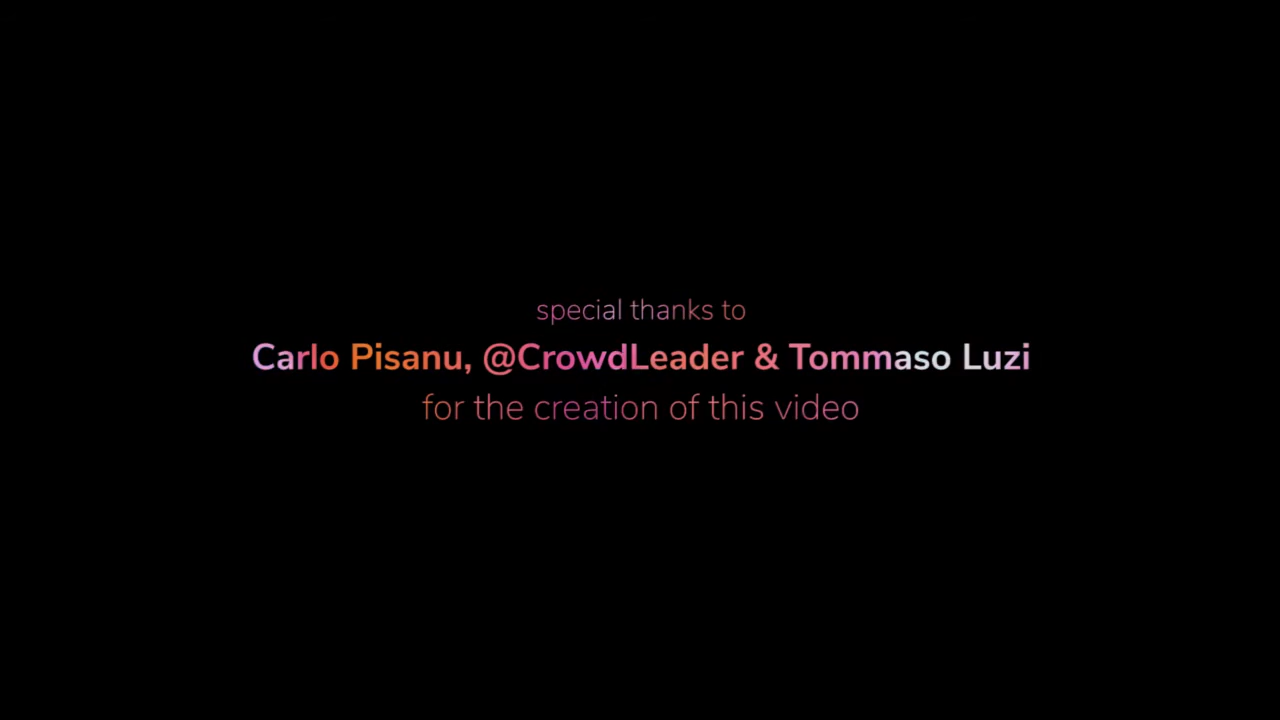 special thanks to
Carlo Pisanu, @CrowdLeader & Tommaso Luzi
for the creation of this video